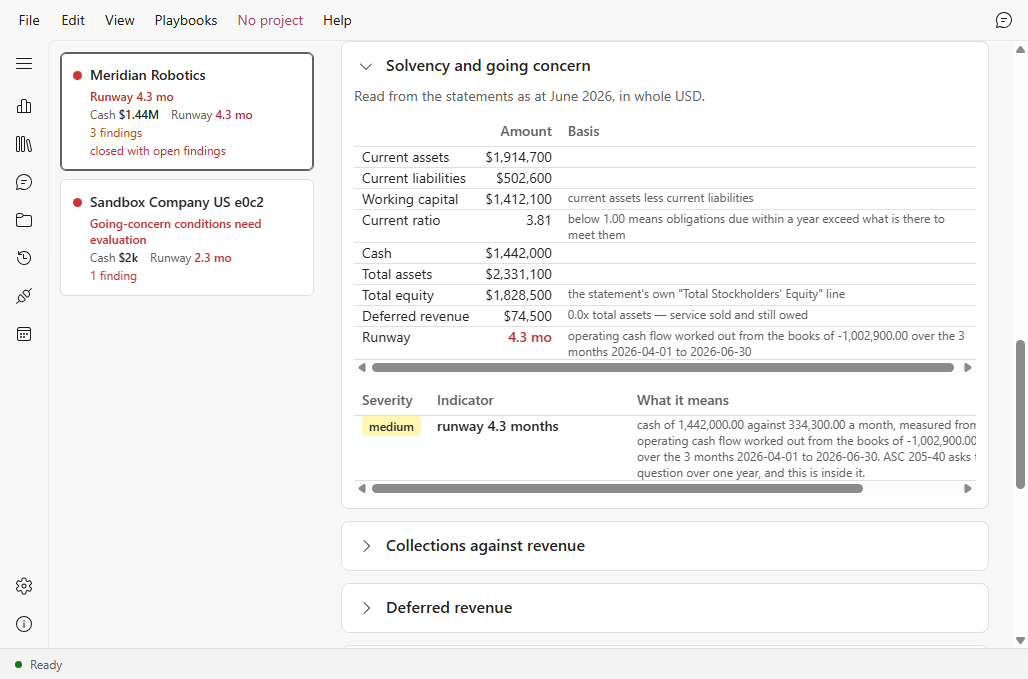 File Edit View Playbooks No project Help
Meridian Robotics
Runway 4.3 mo
Cash $1.44M Runway 4.3 mo
3 findings
closed with open findings
Sandbox Company US e0c2
Going-concern conditions need
evaluation
Cash $2k Runway 2.3 mo
1 finding
Solvency and going concern
Read from the statements as at June 2026, in whole USD.
Amount Basis
Current assets $1,914,700
Current liabilities $502,600
Working capital $1,412,100 current assets less current liabilities
Current ratio 3.81 below 1.00 means obligations due within a year exceed what is there to
meet them
Cash $1,442,000
Total assets $2,331,100
Total equity $1,828,500 the statement's own "Total Stockholders' Equity" line
Deferred revenue $74,500 0.0x total assets — service sold and still owed
Runway 4.3 mo operating cash flow worked out from the books of -1,002,900.00 over the 3
months 2026-04-01 to 2026-06-30
Severity Indicator What it means
medium runway 4.3 months cash of 1,442,000.00 against 334,300.00 a month, measured from
operating cash flow worked out from the books of -1,002,900.00
over the 3 months 2026-04-01 to 2026-06-30. ASC 205-40 asks
question over one year, and this is inside it.
Collections against revenue
Deferred revenue
Ready